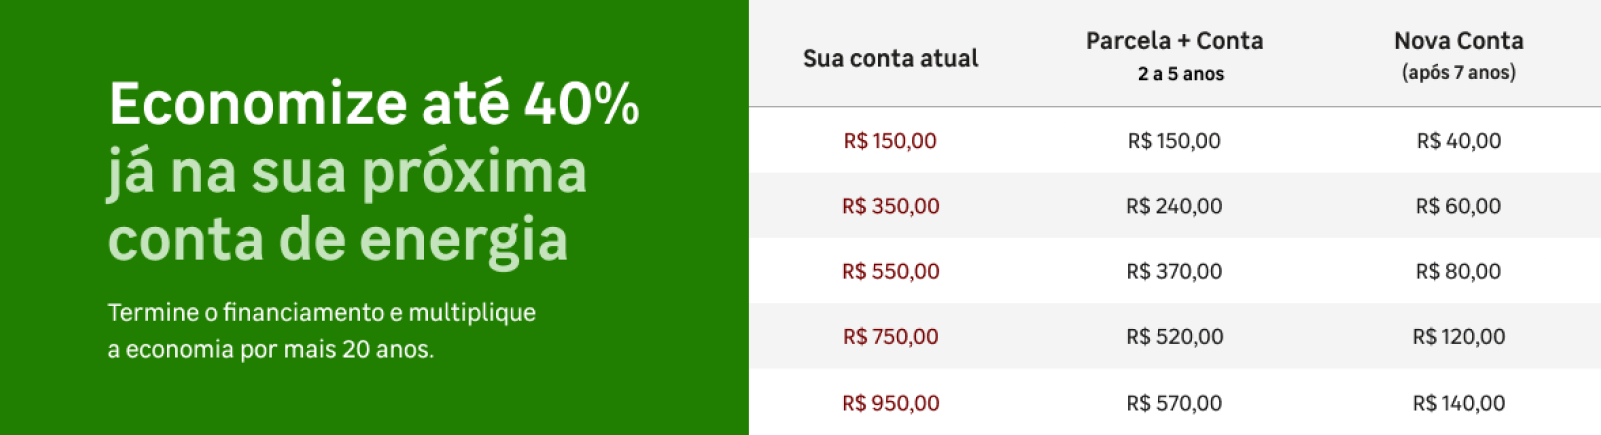 Economize até 40%
já na sua próxima
conta de energia
Termine o financiamento e multiplique
a economia por mais 20 anos.
Sua conta atual
Parcela + Conta
2 a 5 anos
Nova Conta
(após 7 anos)
R$ 150,00 R$ 150,00 R$ 40,00
R$ 350,00 R$ 240,00 R$ 60,00
R$ 550,00 R$ 370,00 R$ 80,00
R$ 750,00 R$ 520,00 R$ 120,00
R$ 950,00 R$ 570,00 R$ 140,00